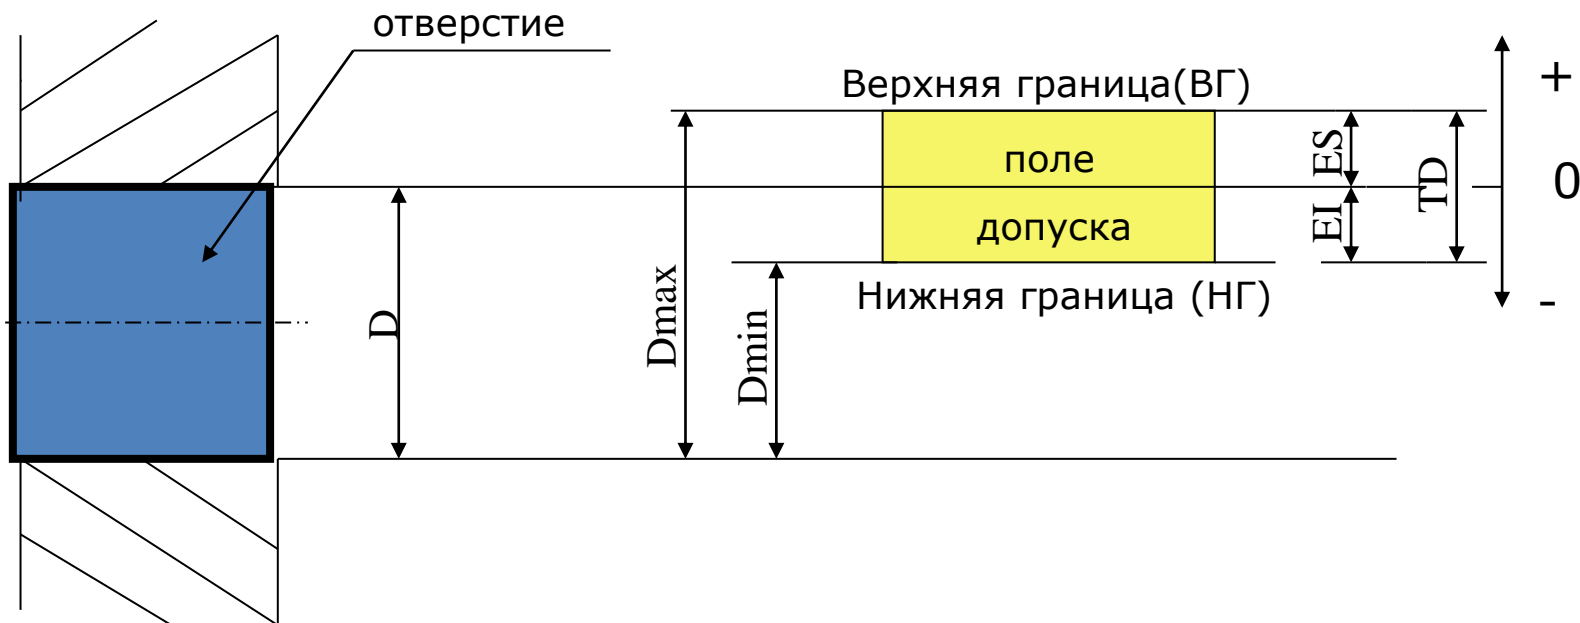 отверстие
Верхняя граница(ВГ)
+
поле
ES
TD
0
допуска
EI
Нижняя граница (НГ)
-
D
Dmax
Dmin